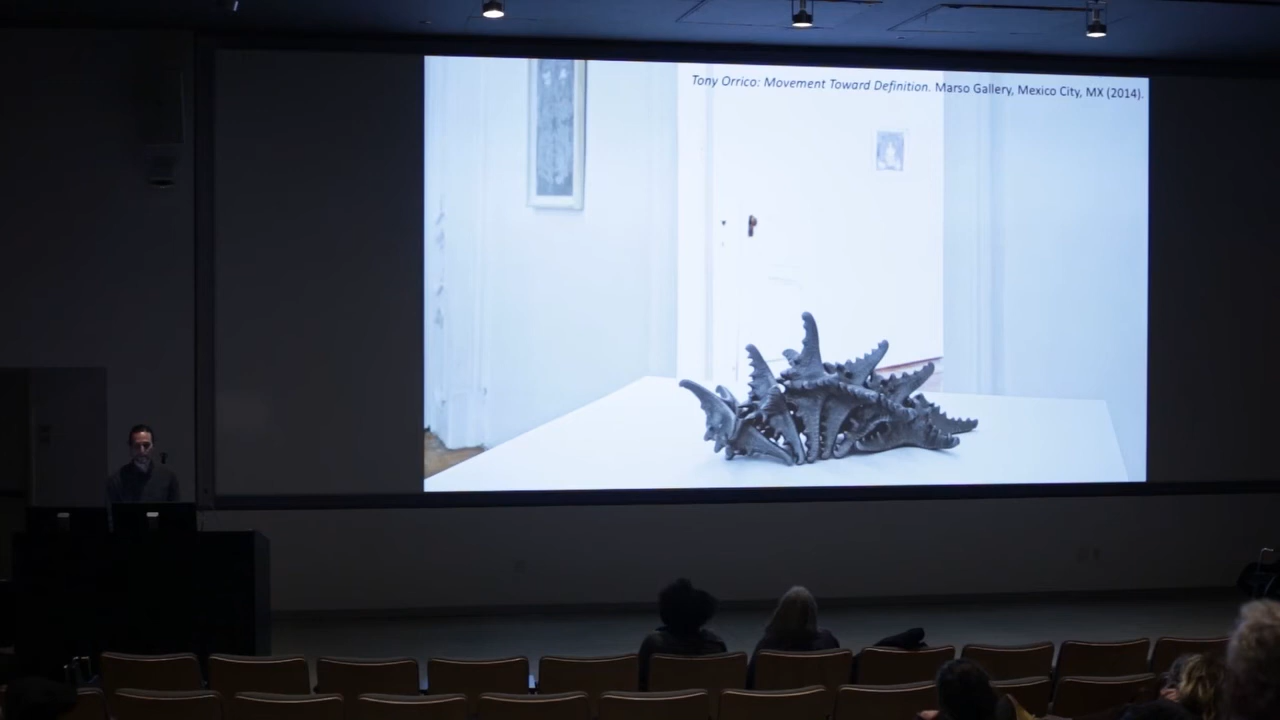 Tony Orrico: Movement Toward Definition. Marso Gallery, Mexico City, MX (2014).